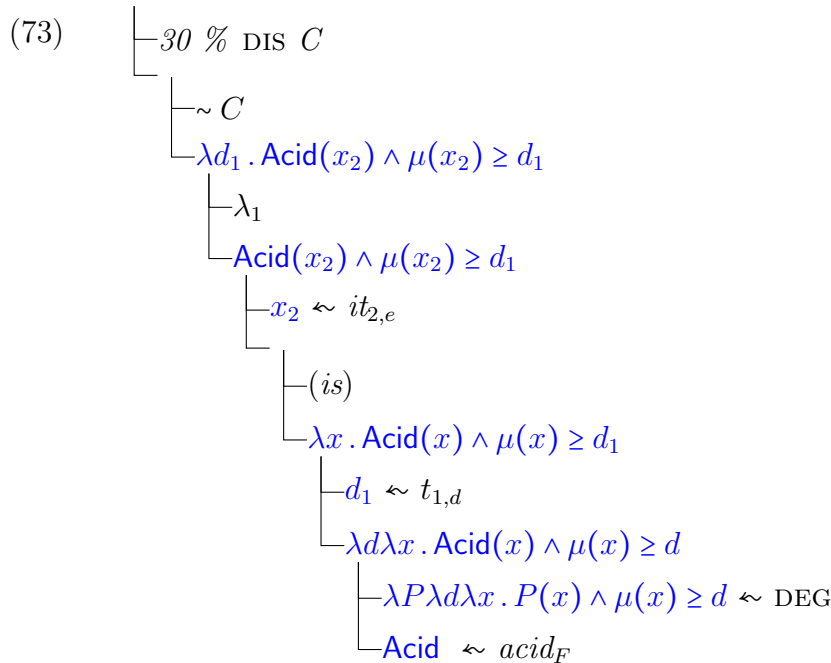 (73)
30 % DIS C
~ C
λd₁ . Acid(x₂) ∧ μ(x₂) ≥ d₁
λ₁
Acid(x₂) ∧ μ(x₂) ≥ d₁
x₂ ⇜ it₂,ₑ
(is)
λx . Acid(x) ∧ μ(x) ≥ d₁
d₁ ⇜ t₁,d
λdλx . Acid(x) ∧ μ(x) ≥ d
λPλdλx . P(x) ∧ μ(x) ≥ d ⇜ DEG
Acid ⇜ acid_F